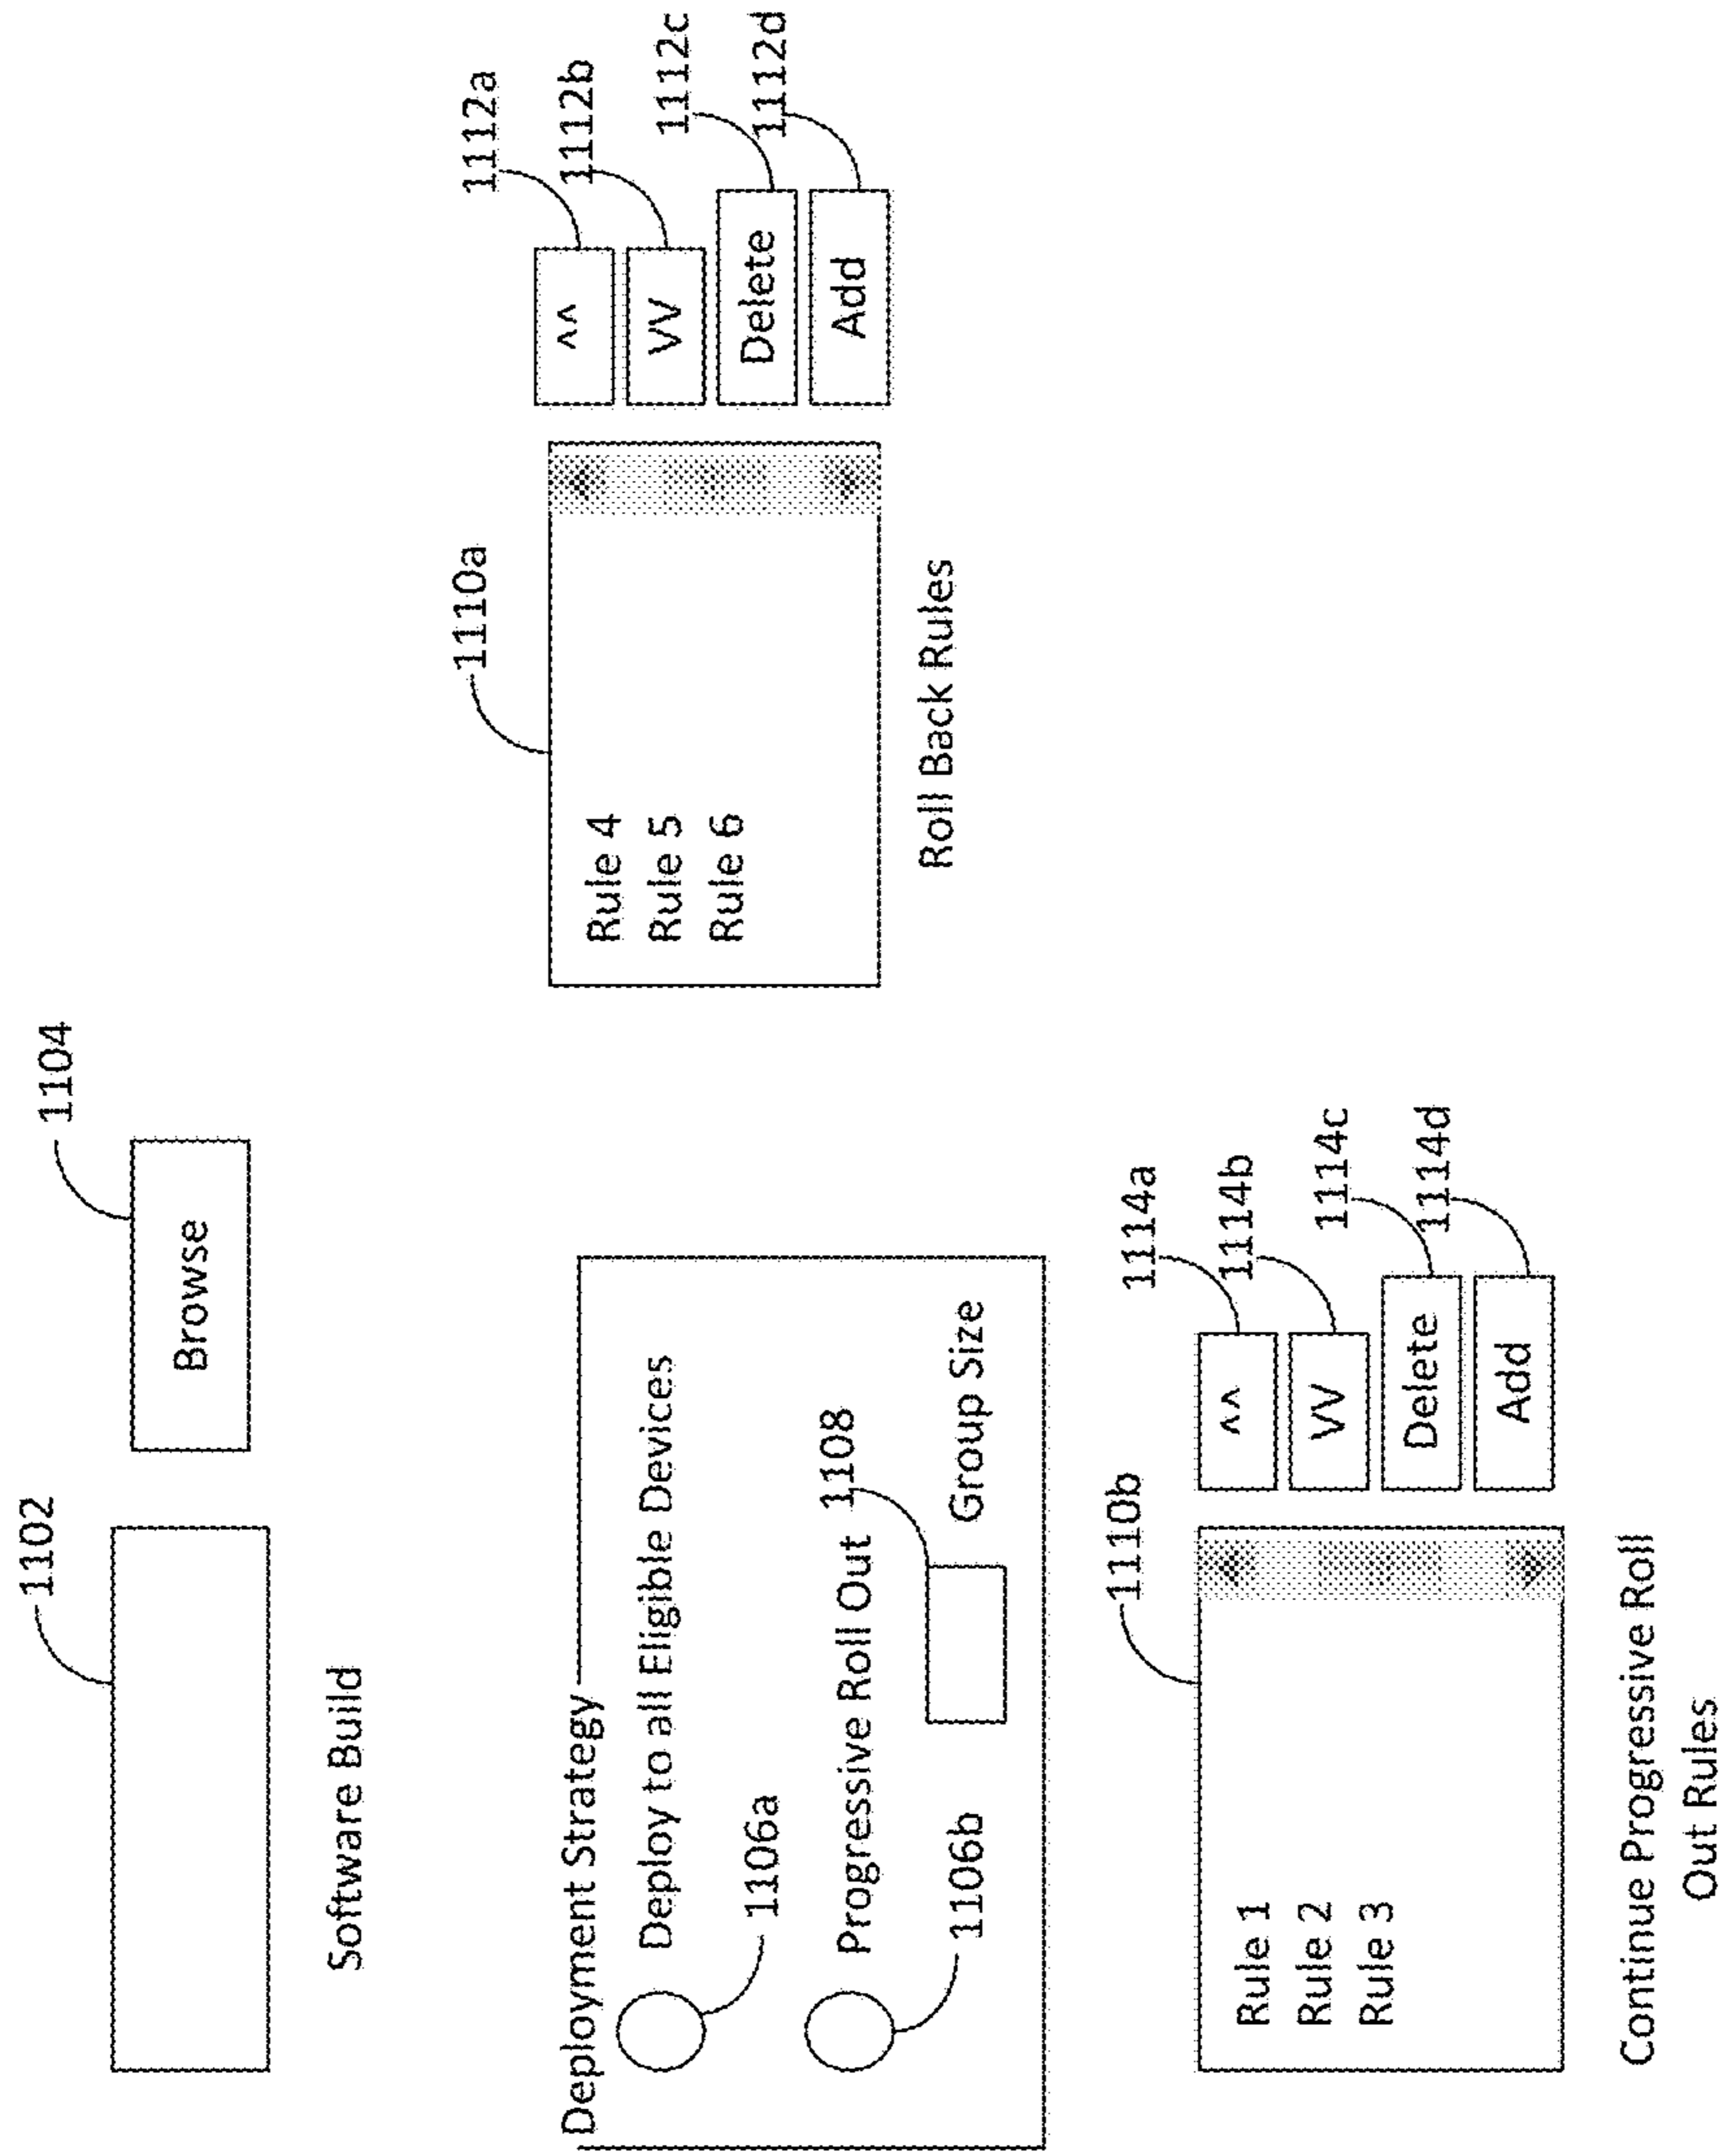 1102
1104
Browse
Software Build
Deployment Strategy
Deploy to all Eligible Devices
1106a
Progressive Roll Out
1108
1106b
Group Size
1110a
Rule 4
Rule 5
Rule 6
^^
VV
Delete
Add
1112a
1112b
1112c
1112d
Roll Back Rules
1110b
Rule 1
Rule 2
Rule 3
^^
VV
Delete
Add
1114a
1114b
1114c
1114d
Continue Progressive Roll
Out Rules